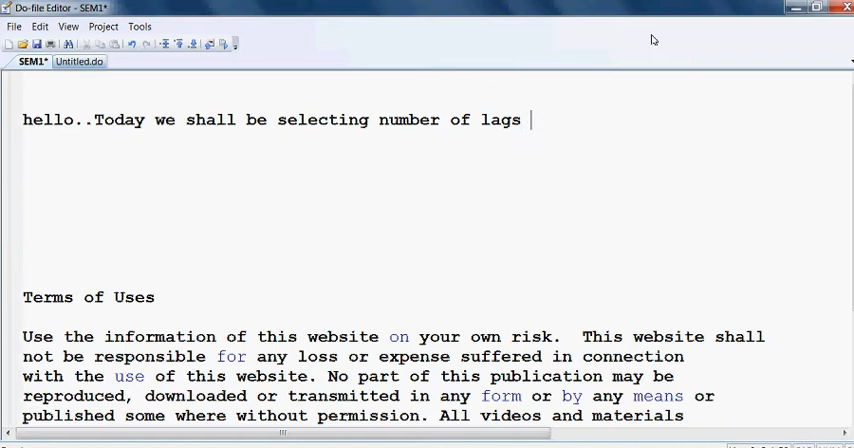 Do-file Editor - SEM1*
File Edit View Project Tools
SEM1* Untitled.do
hello..Today we shall be selecting number of lags
Terms of Uses
Use the information of this website on your own risk. This website shall
not be responsible for any loss or expense suffered in connection
with the use of this website. No part of this publication may be
reproduced, downloaded or transmitted in any form or by any means or
published some where without permission. All videos and materials